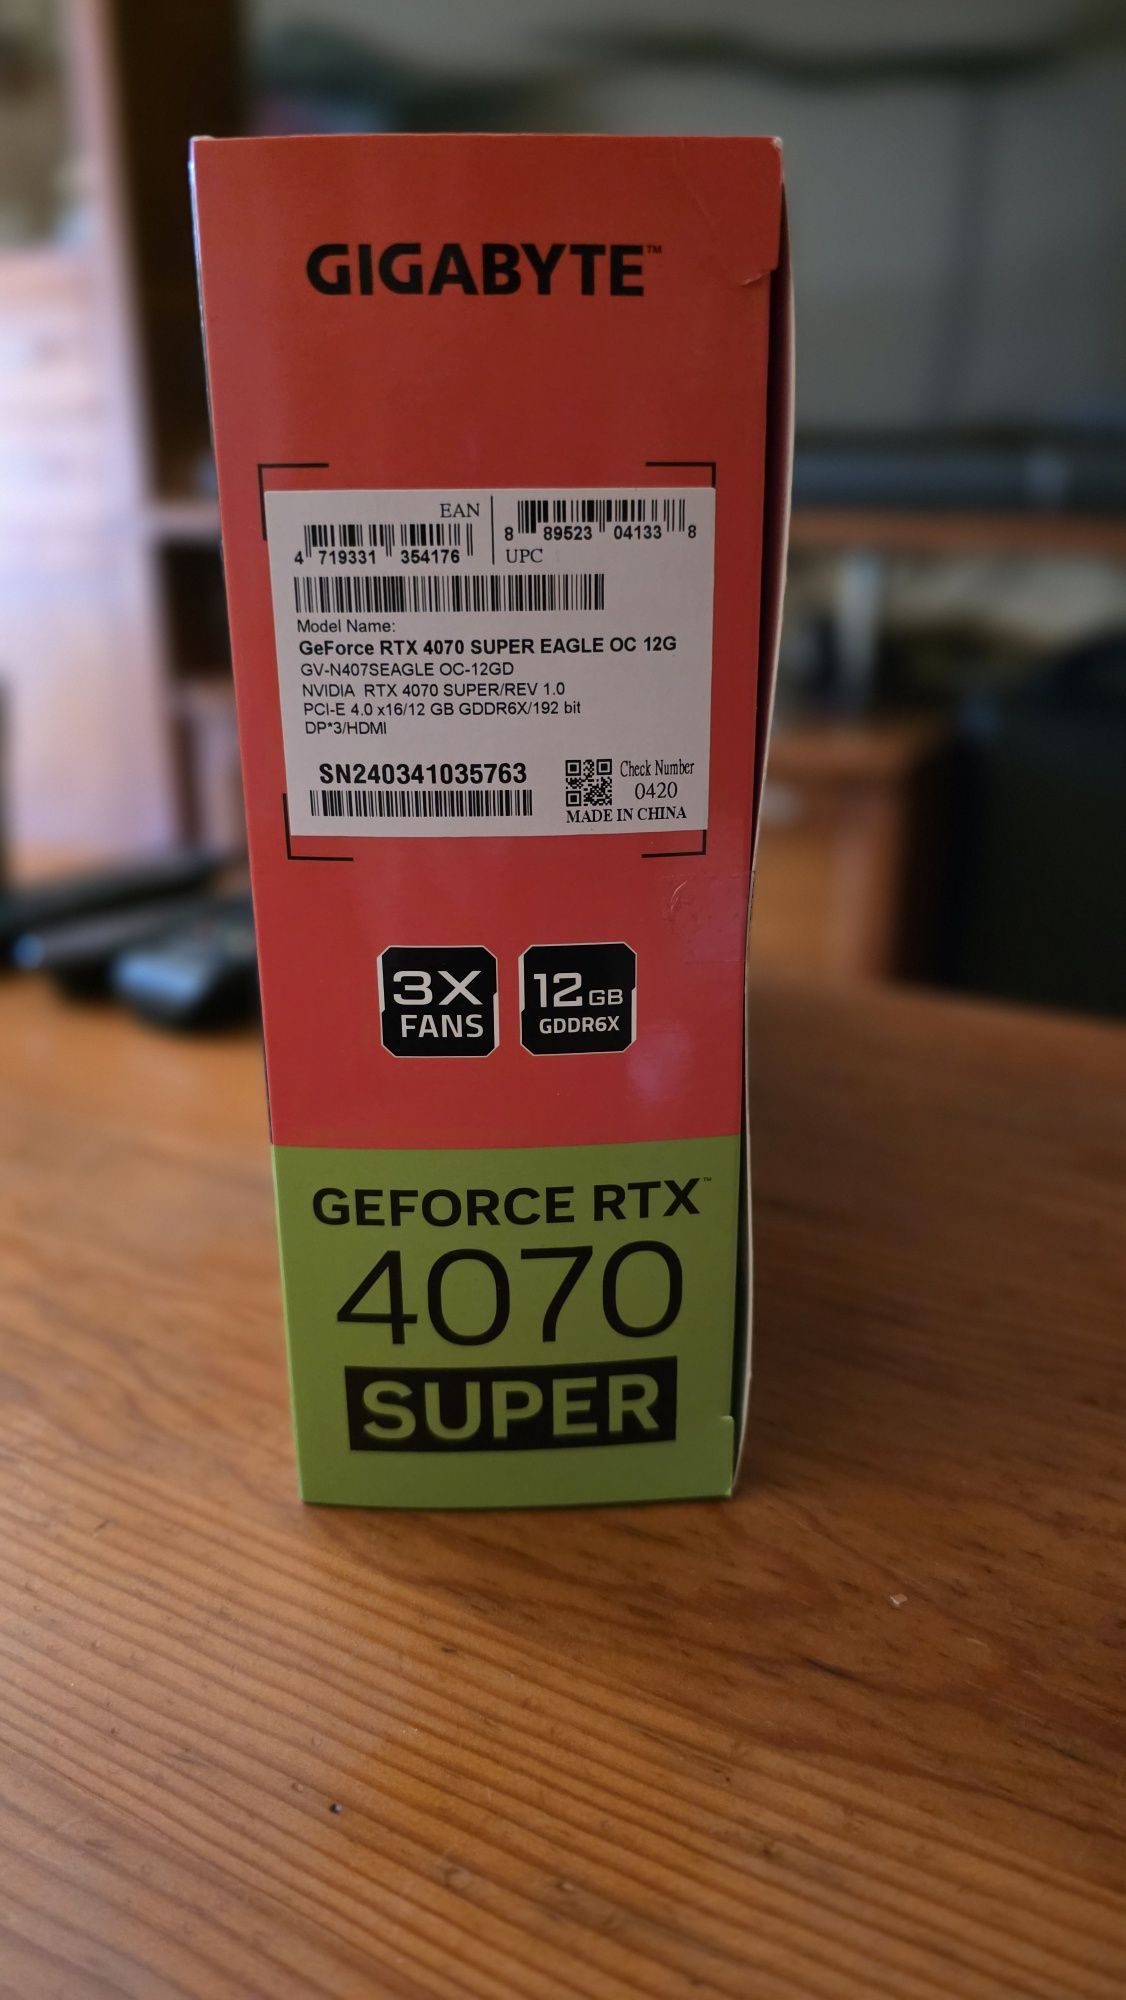 GIGABYTE™
EAN
4 719331 354176
8 89523 04133 8
UPC
Model Name:
GeForce RTX 4070 SUPER EAGLE OC 12G
GV-N407SEAGLE OC-12GD
NVIDIA RTX 4070 SUPER/REV 1.0
PCI-E 4.0 x16/12 GB GDDR6X/192 bit
DP*3/HDMI
SN240341035763
Check Number
0420
MADE IN CHINA
3X
FANS
12GB
GDDR6X
GEFORCE RTX™
4070
SUPER